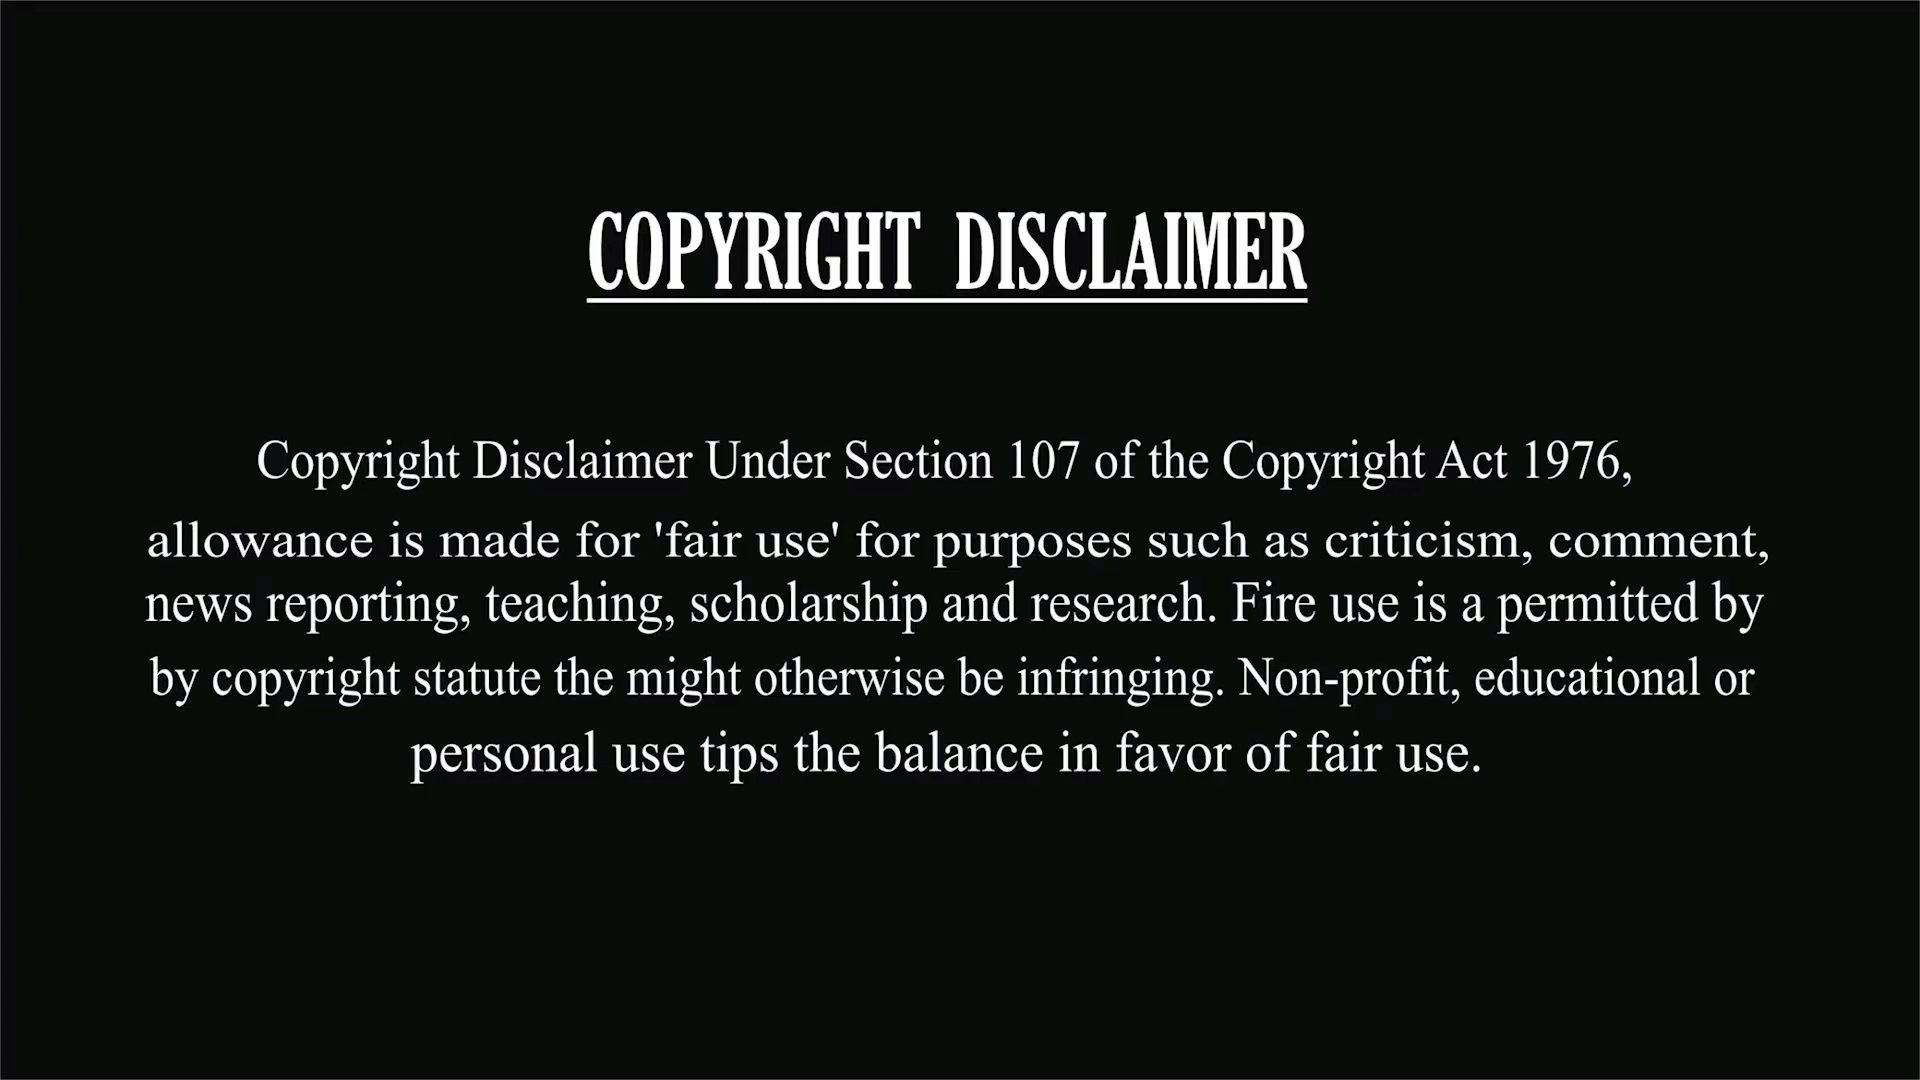 COPYRIGHT DISCLAIMER
Copyright Disclaimer Under Section 107 of the Copyright Act 1976,
allowance is made for 'fair use' for purposes such as criticism, comment,
news reporting, teaching, scholarship and research. Fire use is a permitted by
by copyright statute the might otherwise be infringing. Non-profit, educational or
personal use tips the balance in favor of fair use.